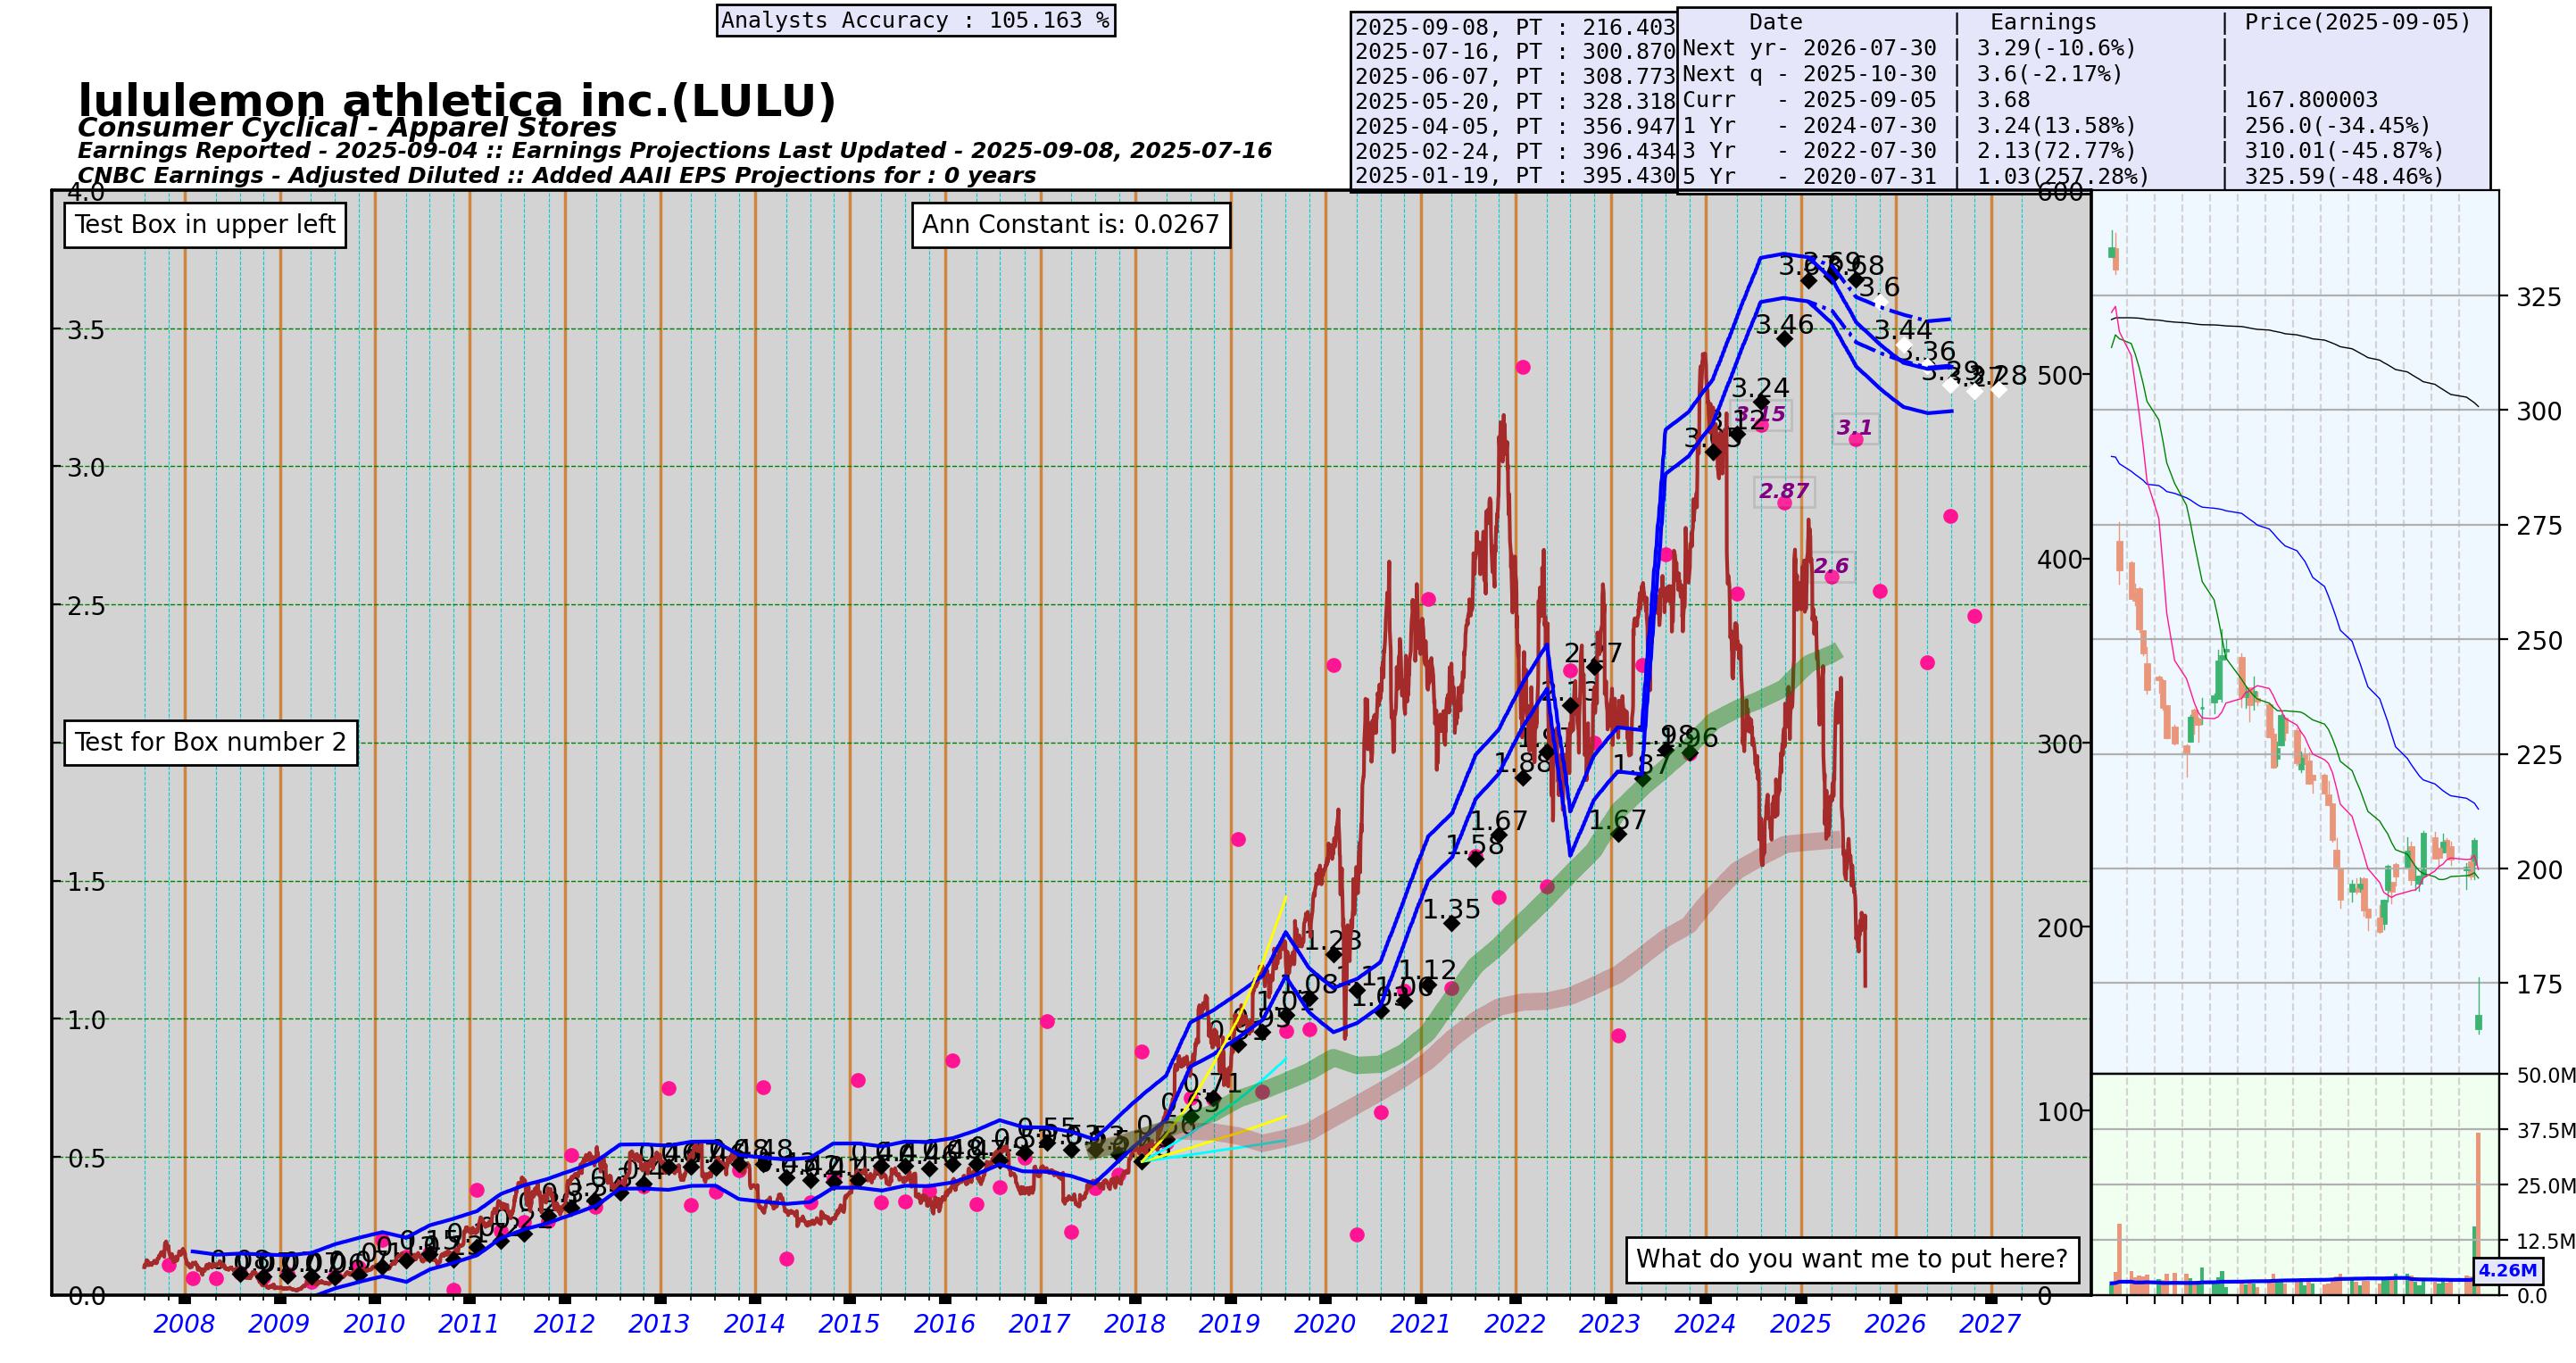 Analysts Accuracy : 105.163 %
2025-09-08, PT : 216.403
2025-07-16, PT : 300.870
2025-06-07, PT : 308.773
2025-05-20, PT : 328.318
2025-04-05, PT : 356.947
2025-02-24, PT : 396.434
2025-01-19, PT : 395.430
Date | Earnings | Price(2025-09-05)
Next yr- 2026-07-30 | 3.29(-10.6%) |
Next q - 2025-10-30 | 3.6(-2.17%) |
Curr - 2025-09-05 | 3.68 | 167.800003
1 Yr - 2024-07-30 | 3.24(13.58%) | 256.0(-34.45%)
3 Yr - 2022-07-30 | 2.13(72.77%) | 310.01(-45.87%)
5 Yr - 2020-07-31 | 1.03(257.28%) | 325.59(-48.46%)
lululemon athletica inc.(LULU)
Consumer Cyclical - Apparel Stores
Earnings Reported - 2025-09-04 :: Earnings Projections Last Updated - 2025-09-08, 2025-07-16
CNBC Earnings - Adjusted Diluted :: Added AAII EPS Projections for : 0 years
Test Box in upper left
Ann Constant is: 0.0267
Test for Box number 2
What do you want me to put here?
4.0
3.5
3.0
2.5
1.5
1.0
0.5
0.0
600
500
400
300
200
100
0
325
300
275
250
225
200
175
50.0M
37.5M
25.0M
12.5M
0.0
4.26M
3.68
3.6
3.46
3.44
3.24
3.15
3.12
3.1
2.87
2.6
2.27
2.13
1.88
1.87
1.96
1.67
1.67
1.58
1.35
1.23
1.12
0.71
2008 2009 2010 2011 2012 2013 2014 2015 2016 2017 2018 2019 2020 2021 2022 2023 2024 2025 2026 2027